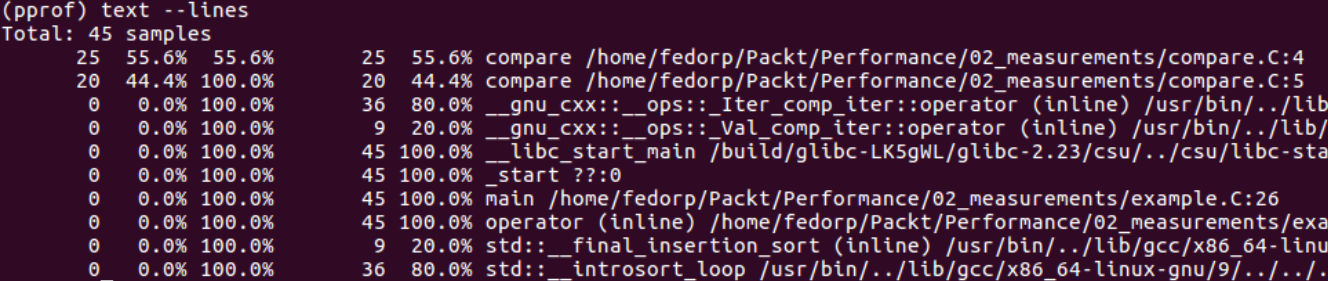 (pprof) text --lines
Total: 45 samples
25 55.6% 55.6% 25 55.6% compare /home/fedorp/Packt/Performance/02_measurements/compare.C:4
20 44.4% 100.0% 20 44.4% compare /home/fedorp/Packt/Performance/02_measurements/compare.C:5
0 0.0% 100.0% 36 80.0% __gnu_cxx::__ops::_Iter_comp_iter::operator (inline) /usr/bin/../lib
0 0.0% 100.0% 9 20.0% __gnu_cxx::__ops::_Val_comp_iter::operator (inline) /usr/bin/../lib/
0 0.0% 100.0% 45 100.0% __libc_start_main /build/glibc-LK5gWL/glibc-2.23/csu/../csu/libc-sta
0 0.0% 100.0% 45 100.0% _start ??:0
0 0.0% 100.0% 45 100.0% main /home/fedorp/Packt/Performance/02_measurements/example.C:26
0 0.0% 100.0% 45 100.0% operator (inline) /home/fedorp/Packt/Performance/02_measurements/exa
0 0.0% 100.0% 9 20.0% std::__final_insertion_sort (inline) /usr/bin/../lib/gcc/x86_64-linu
0 0.0% 100.0% 36 80.0% std::__introsort_loop /usr/bin/../lib/gcc/x86_64-linux-gnu/9/../../.